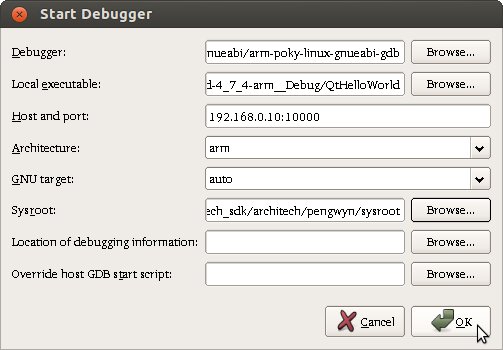 Start Debugger
Debugger: nueabi/arm-poky-linux-gnueabi-gdb Browse...
Local executable: d-4_7_4-arm__Debug/QtHelloWorld Browse...
Host and port: 192.168.0.10:10000
Architecture: arm
GNU target: auto
Sysroot: ech_sdk/architech/pengwyn/sysroot Browse...
Location of debugging information: Browse...
Override host GDB start script: Browse...
Cancel OK